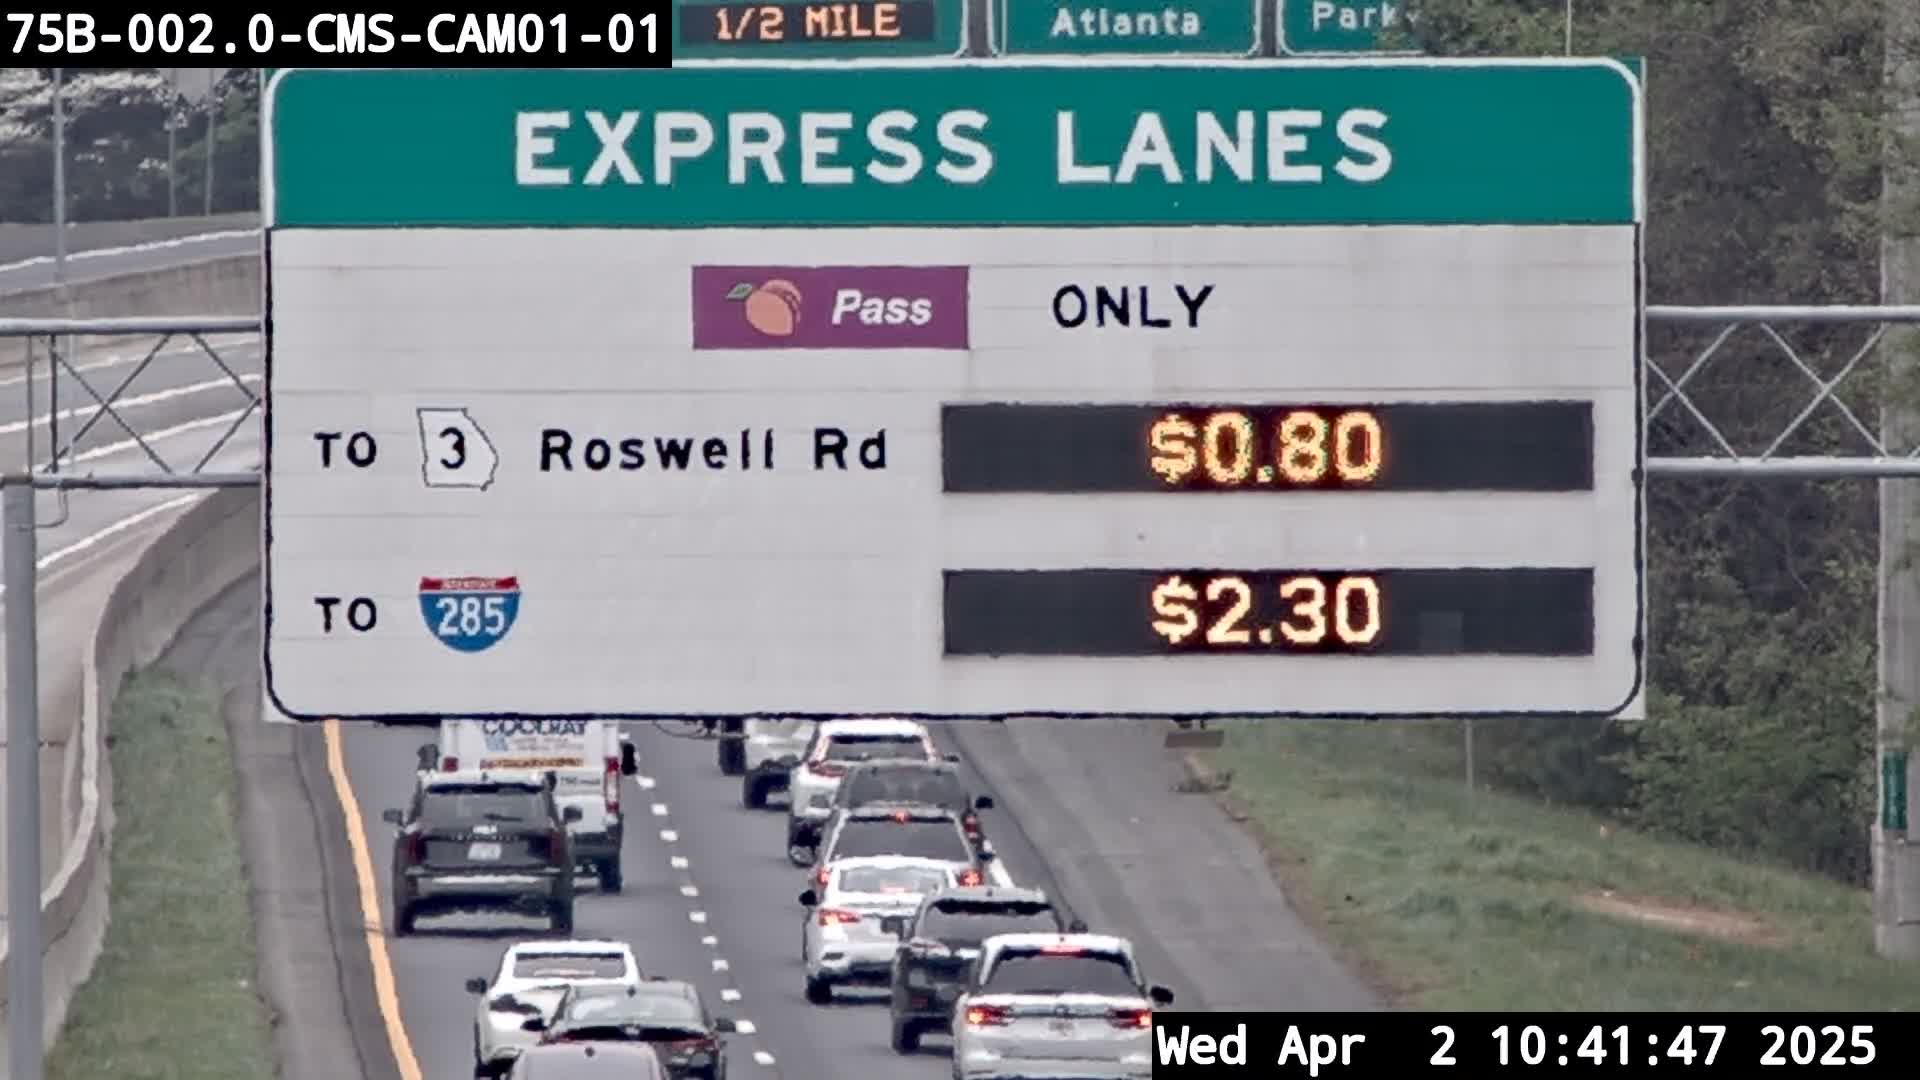 75B-002.0-CMS-CAM01-01
1/2 MILE
Atlanta
EXPRESS LANES
Pass ONLY
TO 3 Roswell Rd $0.80
TO 285 $2.30
Wed Apr 2 10:41:47 2025